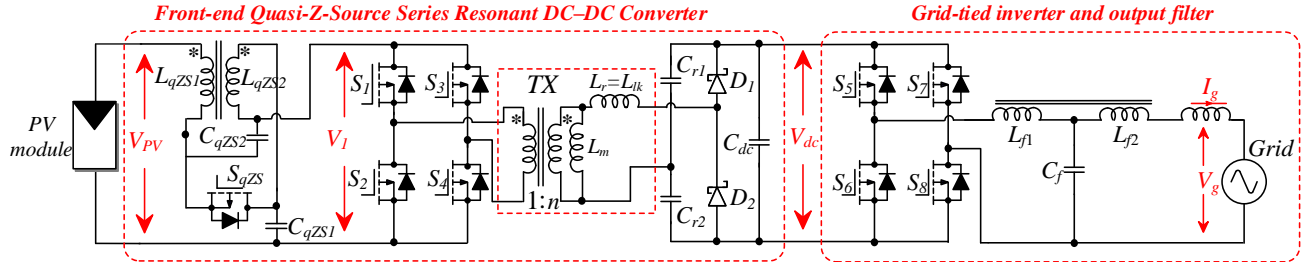 Front-end Quasi-Z-Source Series Resonant DC–DC Converter
Grid-tied inverter and output filter
PV
module
V_PV
*
*
L_qZS1
L_qZS2
C_qZS2
S_qZS
C_qZS1
V_1
S_1
S_3
S_2
S_4
TX
*
*
1:n
L_r=L_lk
L_m
C_r1
C_r2
D_1
D_2
C_dc
V_dc
S_5
S_7
S_6
S_8
L_f1
L_f2
C_f
I_g
V_g
Grid